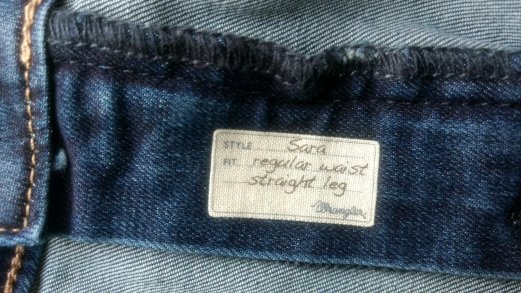 STYLE Sara
FIT regular waist
straight leg
Wrangler